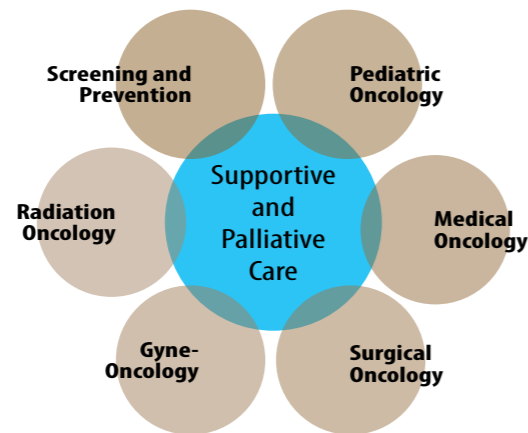 Screening and
Prevention
Pediatric
Oncology
Supportive
and
Palliative
Care
Radiation
Oncology
Medical
Oncology
Gyne-
Oncology
Surgical
Oncology